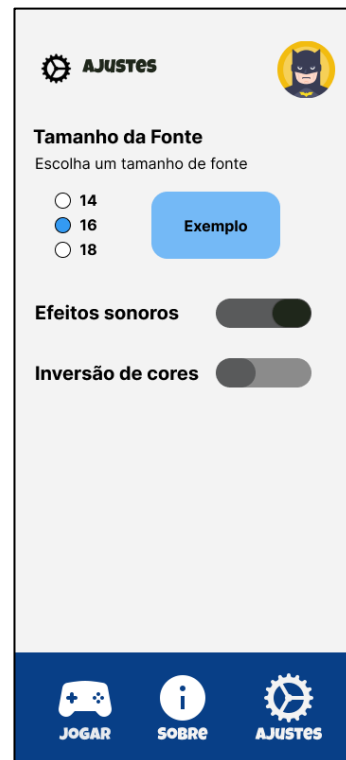 AJUSTES
Tamanho da Fonte
Escolha um tamanho de fonte
14
16
18
Exemplo
Efeitos sonoros
Inversão de cores
JOGAR
SOBRE
AJUSTES